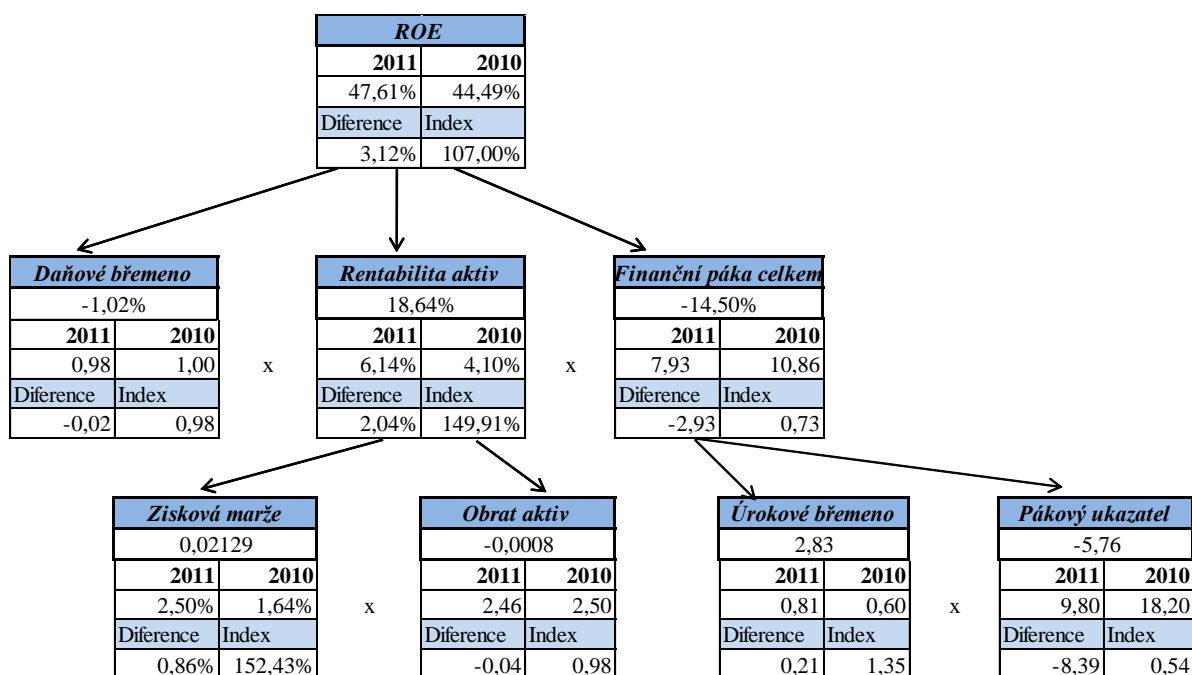 ROE
2011 2010
47,61% 44,49%
Diference Index
3,12% 107,00%
Daňové břemeno Rentabilita aktiv Finanční páka celkem
-1,02% 18,64% -14,50%
2011 2010 2011 2010 2011 2010
0,98 1,00 x 6,14% 4,10% x 7,93 10,86
Diference Index Diference Index Diference Index
-0,02 0,98 2,04% 149,91% -2,93 0,73
Zisková marže Obrat aktiv Úrokové břemeno Pákový ukazatel
0,02129 -0,0008 2,83 -5,76
2011 2010 2011 2010 2011 2010 2011 2010
2,50% 1,64% x 2,46 2,50 0,81 0,60 x 9,80 18,20
Diference Index Diference Index Diference Index Diference Index
0,86% 152,43% -0,04 0,98 0,21 1,35 -8,39 0,54